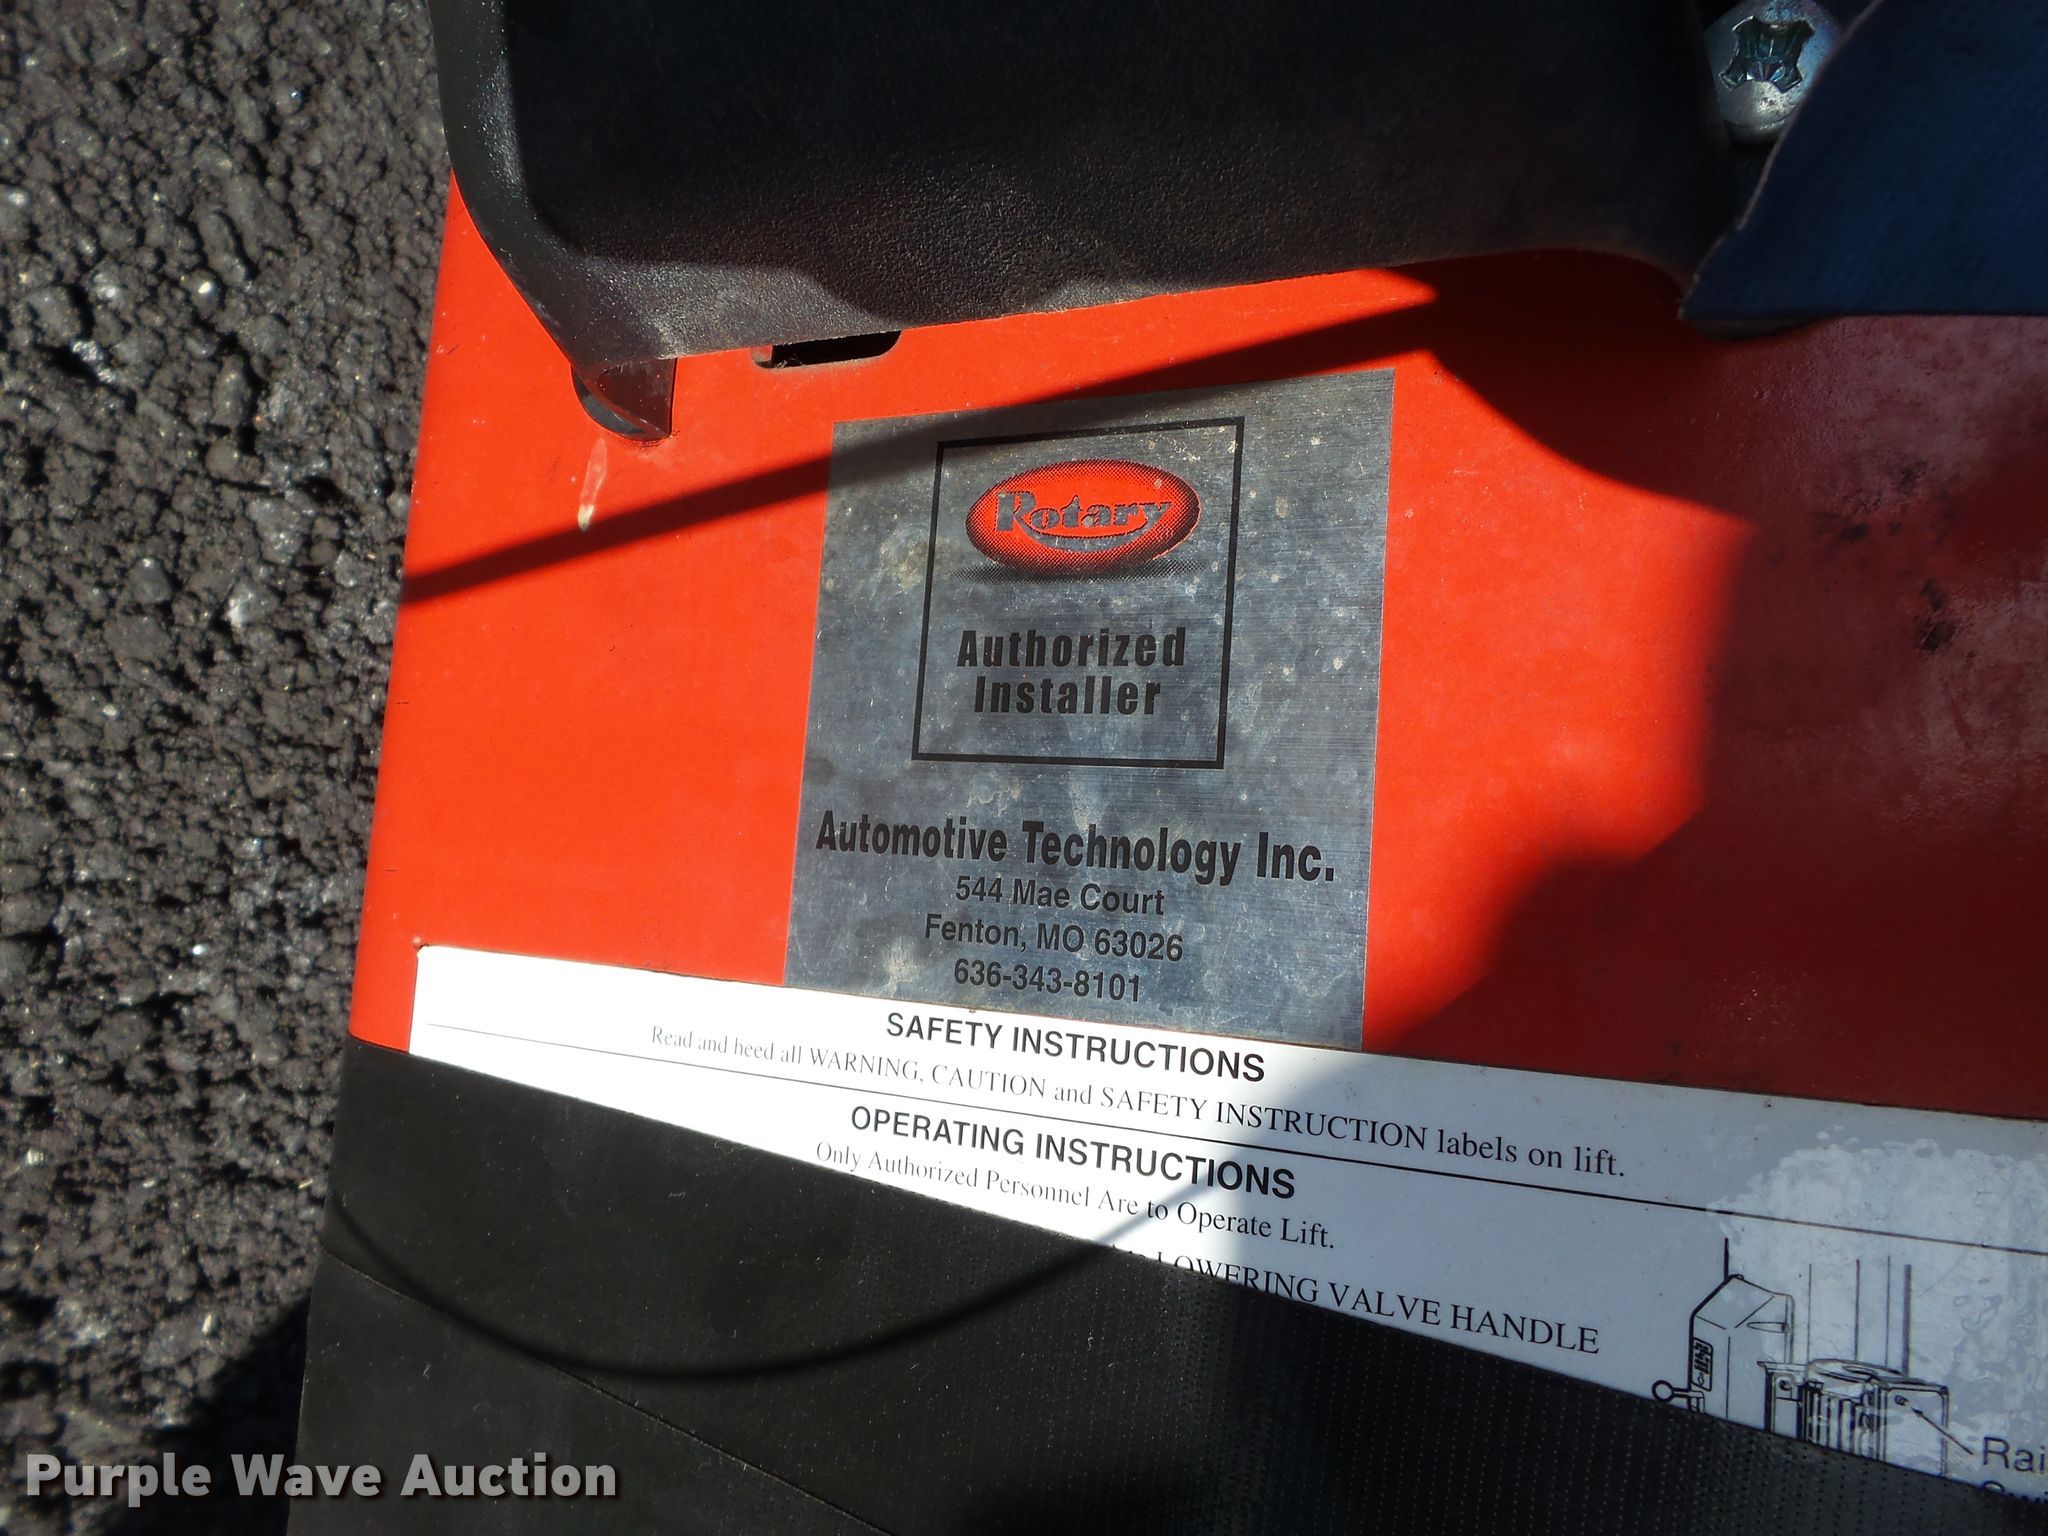 Rotary
Authorized
Installer
Automotive Technology Inc.
544 Mae Court
Fenton, MO 63026
636-343-8101
SAFETY INSTRUCTIONS
Read and heed all WARNING, CAUTION and SAFETY INSTRUCTION labels on lift.
OPERATING INSTRUCTIONS
Only Authorized Personnel Are to Operate Lift.
LOWERING VALVE HANDLE
Rai
Purple Wave Auction